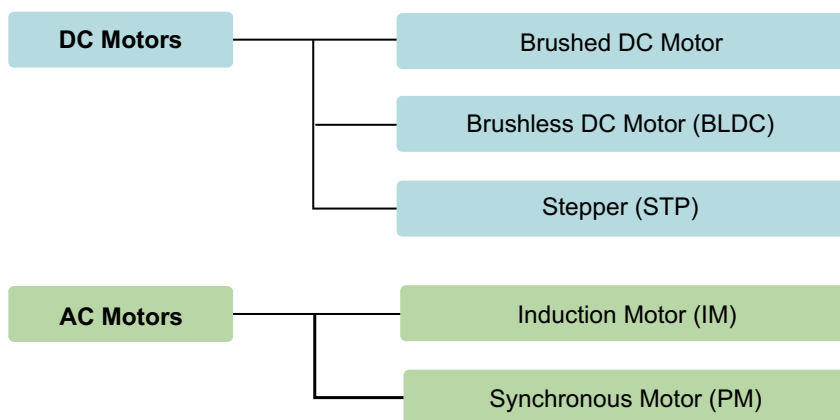 DC Motors
Brushed DC Motor
Brushless DC Motor (BLDC)
Stepper (STP)
AC Motors
Induction Motor (IM)
Synchronous Motor (PM)